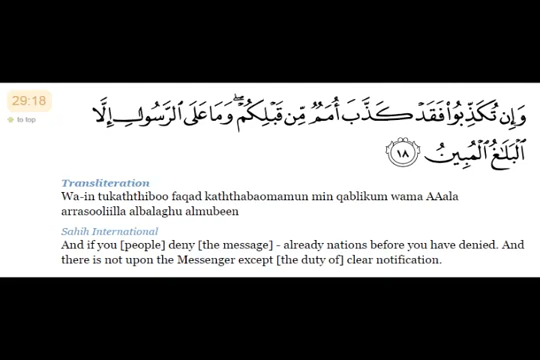 29:18
to top
وَإِن تُكَذِّبُوا۟ فَقَدْ كَذَّبَ أُمَمٌ مِّن قَبْلِكُمْ ۖ وَمَا عَلَى ٱلرَّسُولِ إِلَّا
ٱلْبَلَـٰغُ ٱلْمُبِينُ ١٨
Transliteration
Wa-in tukaththiboo faqad kaththabaomamun min qablikum wama AAala
arrasooliilla albalaghu almubeen
Sahih International
And if you [people] deny [the message] - already nations before you have denied. And
there is not upon the Messenger except [the duty of] clear notification.